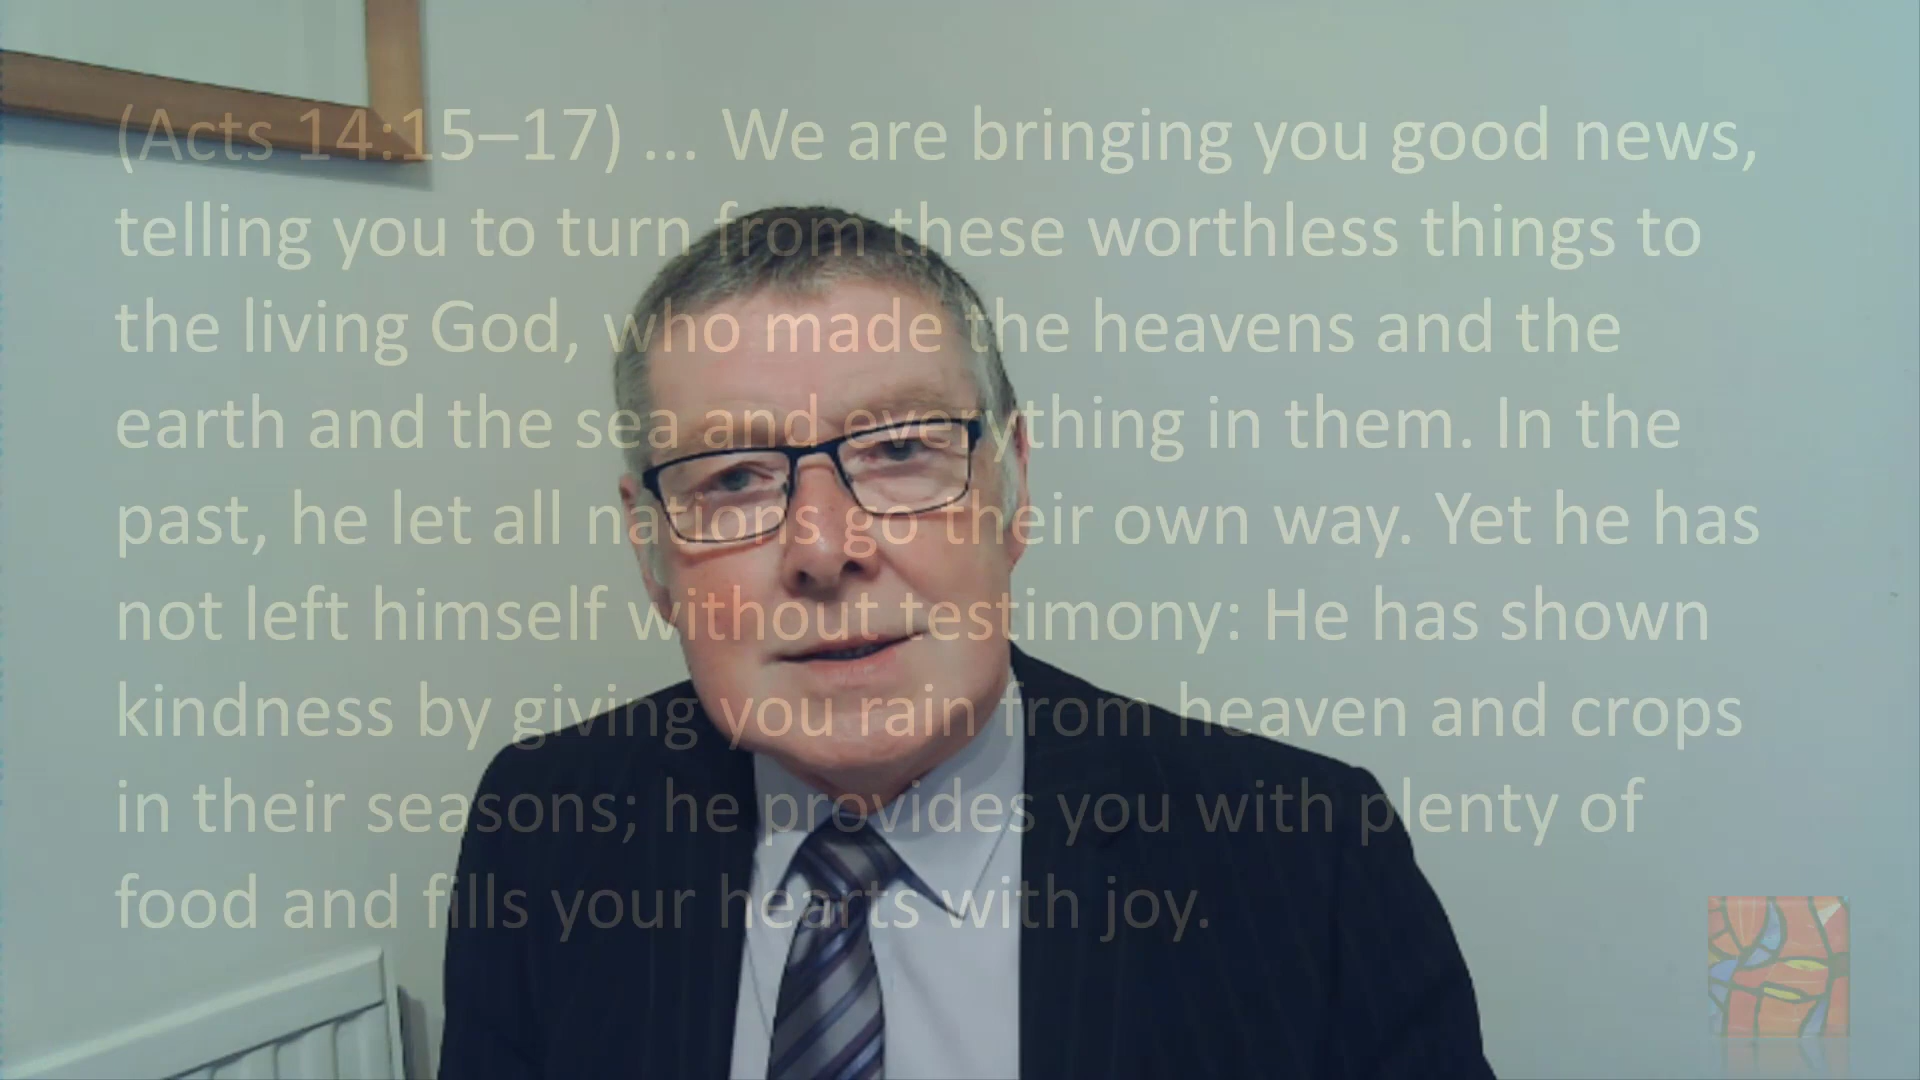 (Acts 14:15–17) ... We are bringing you good news,
telling you to turn from these worthless things to
the living God, who made the heavens and the
earth and the sea and everything in them. In the
past, he let all nations go their own way. Yet he has
not left himself without testimony: He has shown
kindness by giving you rain from heaven and crops
in their seasons; he provides you with plenty of
food and fills your hearts with joy.